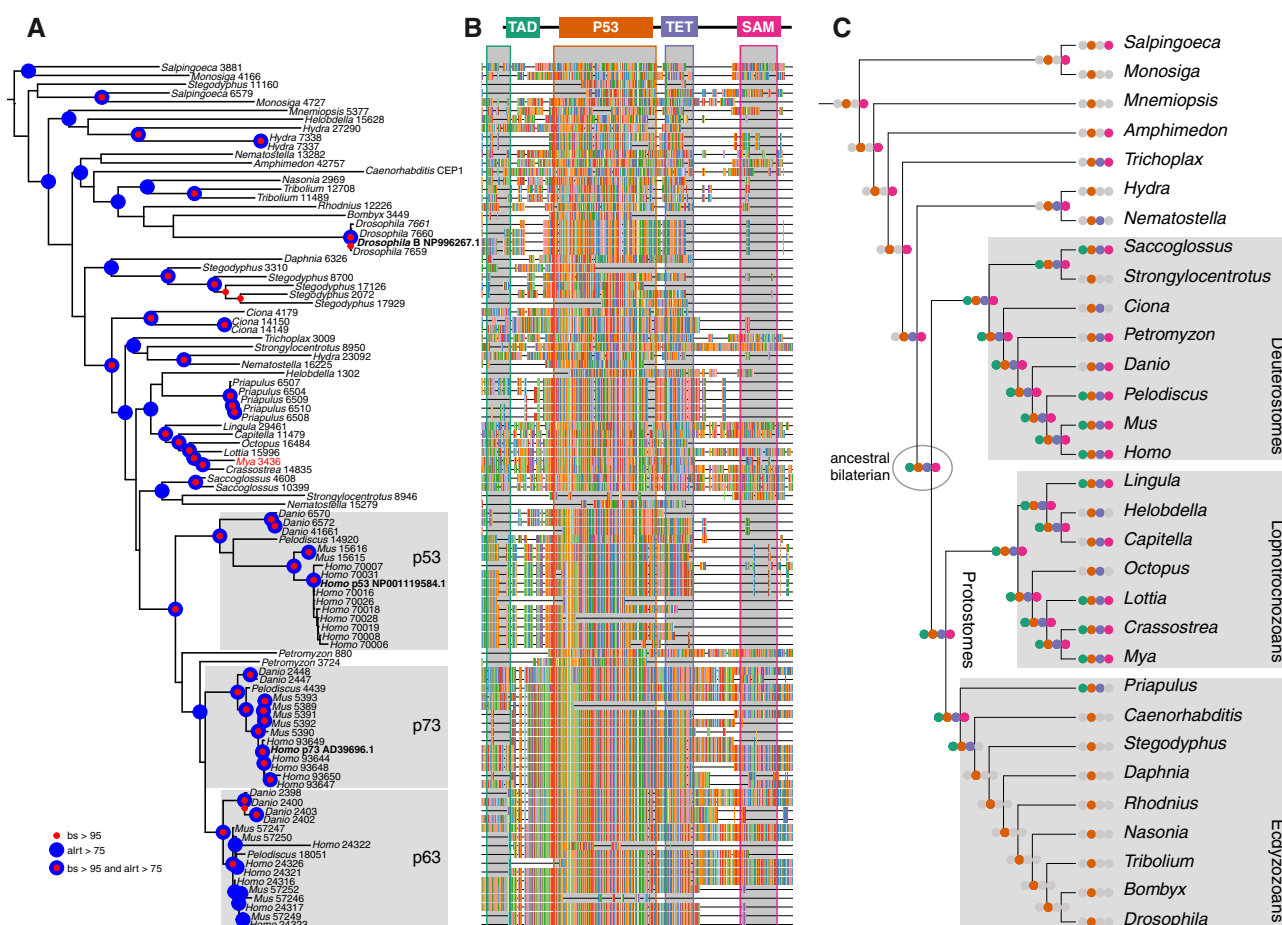 A
B
C
TAD
P53
TET
SAM
Salpingoeca 3881
Monosiga 4166
Stegodyphus 11160
Salpingoeca 6579
Monosiga 4727
Mnemiopsis 5377
Helobdella 15628
Hydra 27290
Hydra 7338
Hydra 7337
Nematostella 13282
Amphimedon 42757
Caenorhabditis CEP1
Nasonia 2969
Tribolium 12708
Tribolium 11489
Rhodnius 12226
Bombyx 3449
Drosophila 7661
Drosophila 7660
Drosophila B NP996267.1
Drosophila 7659
Daphnia 6326
Stegodyphus 3310
Stegodyphus 8700
Stegodyphus 17126
Stegodyphus 2072
Stegodyphus 17929
Ciona 4179
Ciona 14150
Ciona 14149
Trichoplax 3009
Strongylocentrotus 8950
Hydra 23092
Nematostella 16225
Helobdella 1302
Priapulus 6507
Priapulus 6504
Priapulus 6509
Priapulus 6510
Priapulus 6508
Lingula 29461
Capitella 11479
Octopus 16484
Lottia 15996
Mya 3436
Crassostrea 14835
Saccoglossus 4608
Saccoglossus 10399
Strongylocentrotus 8946
Nematostella 15279
Danio 6570
Danio 6572
Danio 41661
Pelodiscus 14920
Mus 15616
Mus 15615
Homo 70007
Homo 70031
Homo p53 NP001119584.1
Homo 70016
Homo 70026
Homo 70018
Homo 70028
Homo 70019
Homo 70008
Homo 70006
p53
Petromyzon 880
Petromyzon 3724
Danio 2448
Danio 2447
Pelodiscus 4439
Mus 5393
Mus 5389
Mus 5391
Mus 5392
Mus 5390
Homo 93649
Homo p73 AD39696.1
Homo 93644
Homo 93648
Homo 93650
Homo 93647
p73
Danio 2398
Danio 2400
Danio 2403
Danio 2402
Mus 57247
Mus 57250
Homo 24322
Pelodiscus 18051
Homo 24326
Homo 24321
Homo 24316
Mus 57252
Mus 57246
Homo 24317
Mus 57249
Homo 24323
p63
bs > 95
alrt > 75
bs > 95 and alrt > 75
Salpingoeca
Monosiga
Mnemiopsis
Amphimedon
Trichoplax
Hydra
Nematostella
Saccoglossus
Strongylocentrotus
Ciona
Petromyzon
Danio
Pelodiscus
Mus
Homo
Deuterostomes
ancestral
bilaterian
Lingula
Helobdella
Capitella
Octopus
Lottia
Crassostrea
Mya
Lophotrochozoans
Protostomes
Priapulus
Caenorhabditis
Stegodyphus
Daphnia
Rhodnius
Nasonia
Tribolium
Bombyx
Drosophila
Ecdyzozoans